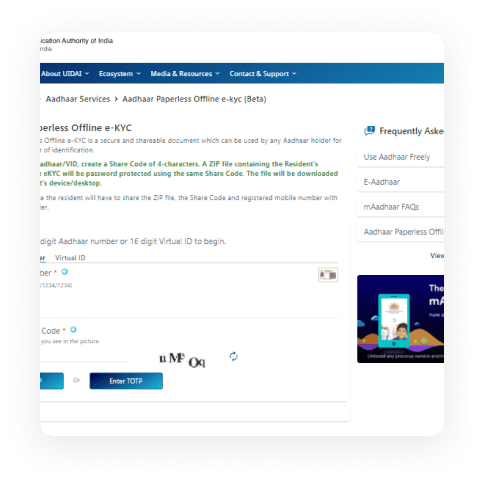 ication Authority of India
ndia
About UIDAI Ecosystem Media & Resources Contact & Support
Aadhaar Services > Aadhaar Paperless Offline e-kyc (Beta)
perless Offline e-KYC
s Offline e-KYC is a secure and shareable document which can be used by any Aadhaar holder for
r of identification.
adhaar/VID, create a Share Code of 4-characters. A ZIP file containing the Resident's
e eKYC will be password protected using the same Share Code. The file will be downloaded
t's device/desktop.
e the resident will have to share the ZIP file, the Share Code and registered mobile number with
der.
digit Aadhaar number or 16 digit Virtual ID to begin.
er Virtual ID
ber *
/1234/1234)
Code *
you see in the picture.
u Me Oq
Or Enter TOTP
Frequently Aske
Use Aadhaar Freely
E-Aadhaar
mAadhaar FAQs
Aadhaar Paperless Offli
View
The
mA
now a
Uninstall any previous version and